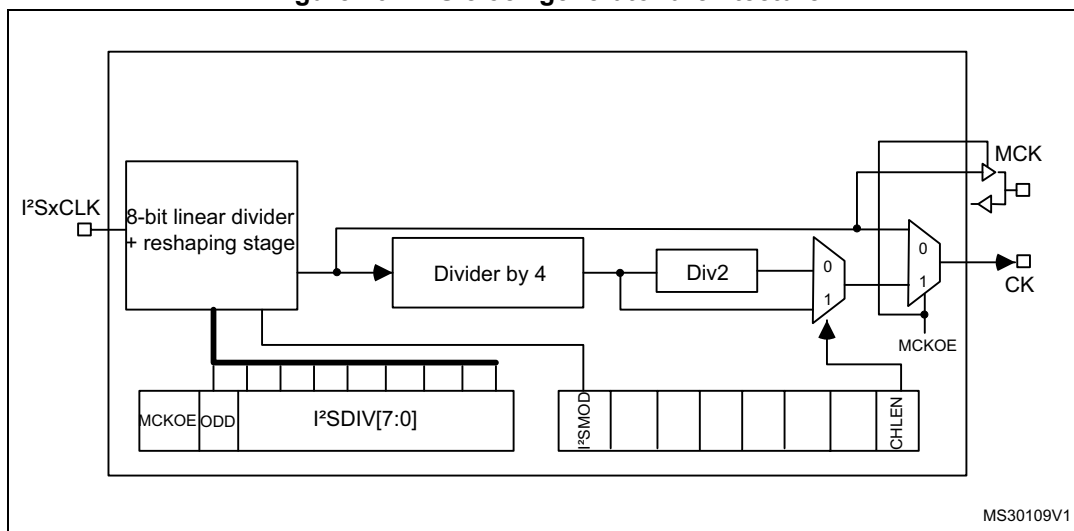 MCK
I²SxCLK
8-bit linear divider
+ reshaping stage
0
Divider by 4
Div2
0
1
1
CK
MCKOE
MCKOE
ODD
I²SDIV[7:0]
I²SMOD
CHLEN
MS30109V1